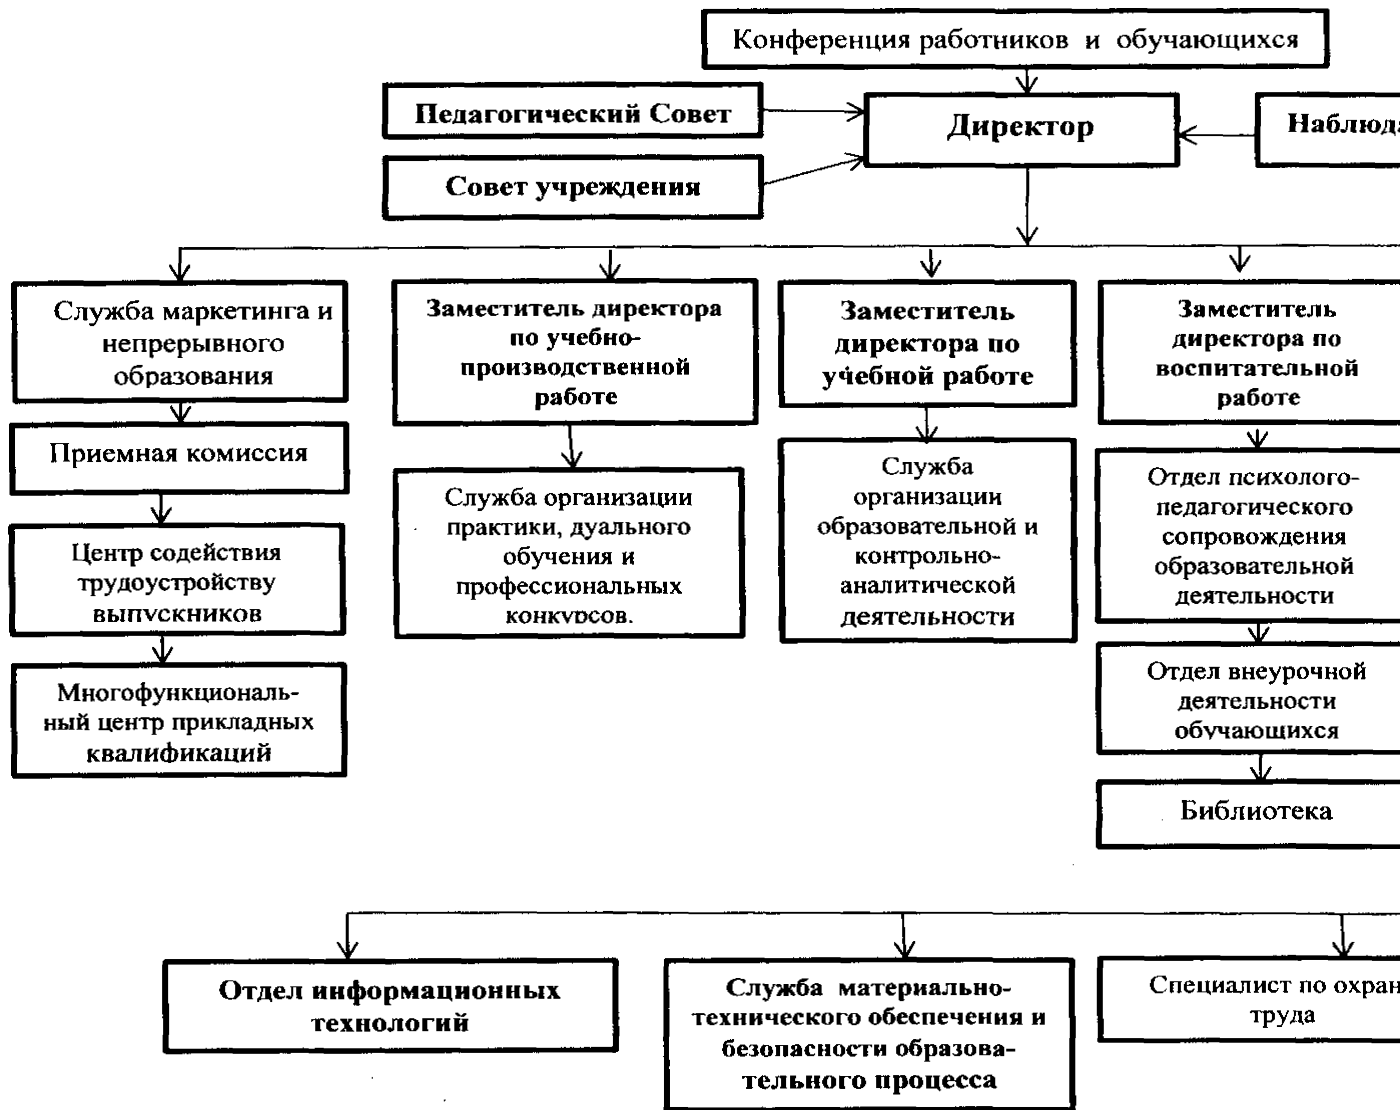 Конференция работников и обучающихся
Педагогический Совет
Директор
Совет учреждения
Служба маркетинга и
непрерывного
образования
Приемная комиссия
Центр содействия
трудоустройству
выпускников
Многофункциональ-
ный центр прикладных
квалификаций
Заместитель директора
по учебно-
производственной
работе
Служба организации
практики, дуального
обучения и
профессиональных
конкурсов.
Заместитель
директора по
учебной работе
Служба
организации
образовательной и
контрольно-
аналитической
деятельности
Заместитель
директора по
воспитательной
работе
Отдел психолого-
педагогического
сопровождения
образовательной
деятельности
Отдел внеурочной
деятельности
обучающихся
Библиотека
Отдел информационных
технологий
Служба материально-
технического обеспечения и
безопасности образова-
тельного процесса
Специалист по
труда